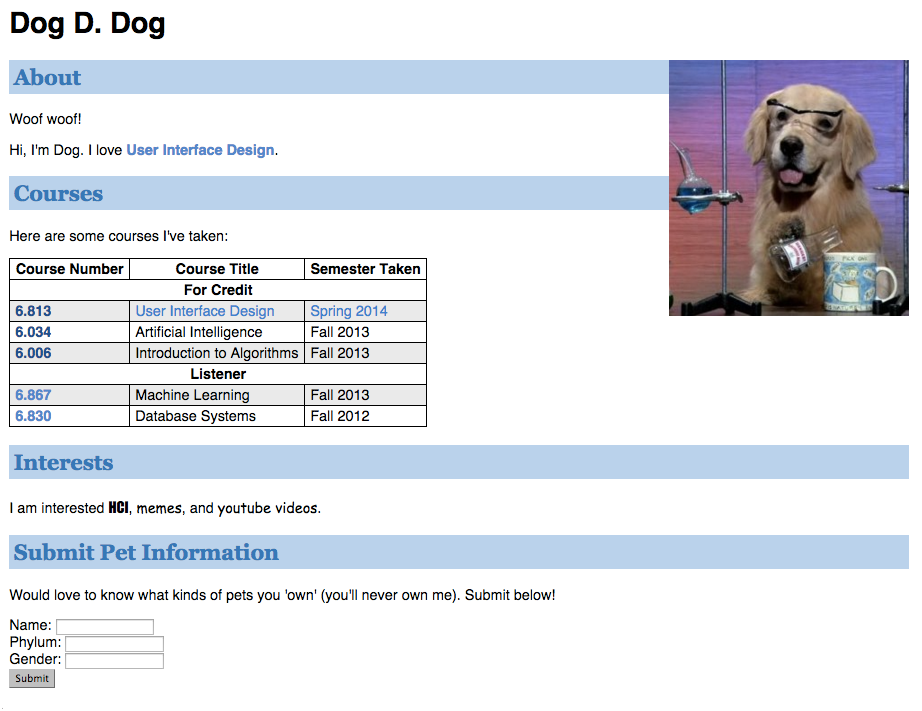 Dog D. Dog
About
Woof woof!
Hi, I'm Dog. I love User Interface Design.
Courses
Here are some courses I've taken:
Course Number Course Title Semester Taken
For Credit
6.813 User Interface Design Spring 2014
6.034 Artificial Intelligence Fall 2013
6.006 Introduction to Algorithms Fall 2013
Listener
6.867 Machine Learning Fall 2013
6.830 Database Systems Fall 2012
Interests
I am interested HCI, memes, and youtube videos.
Submit Pet Information
Would love to know what kinds of pets you 'own' (you'll never own me). Submit below!
Name:
Phylum:
Gender:
Submit